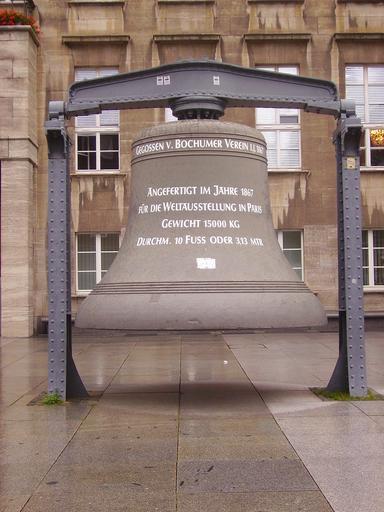 GEGOSSEN V. BOCHUMER VEREIN
ANGEFERTIGT IM JAHRE 1867
FÜR DIE WELTAUSSTELLUNG IN PARIS
GEWICHT 15000 KG
DURCHM. 10 FUSS ODER 3,13 MTR.